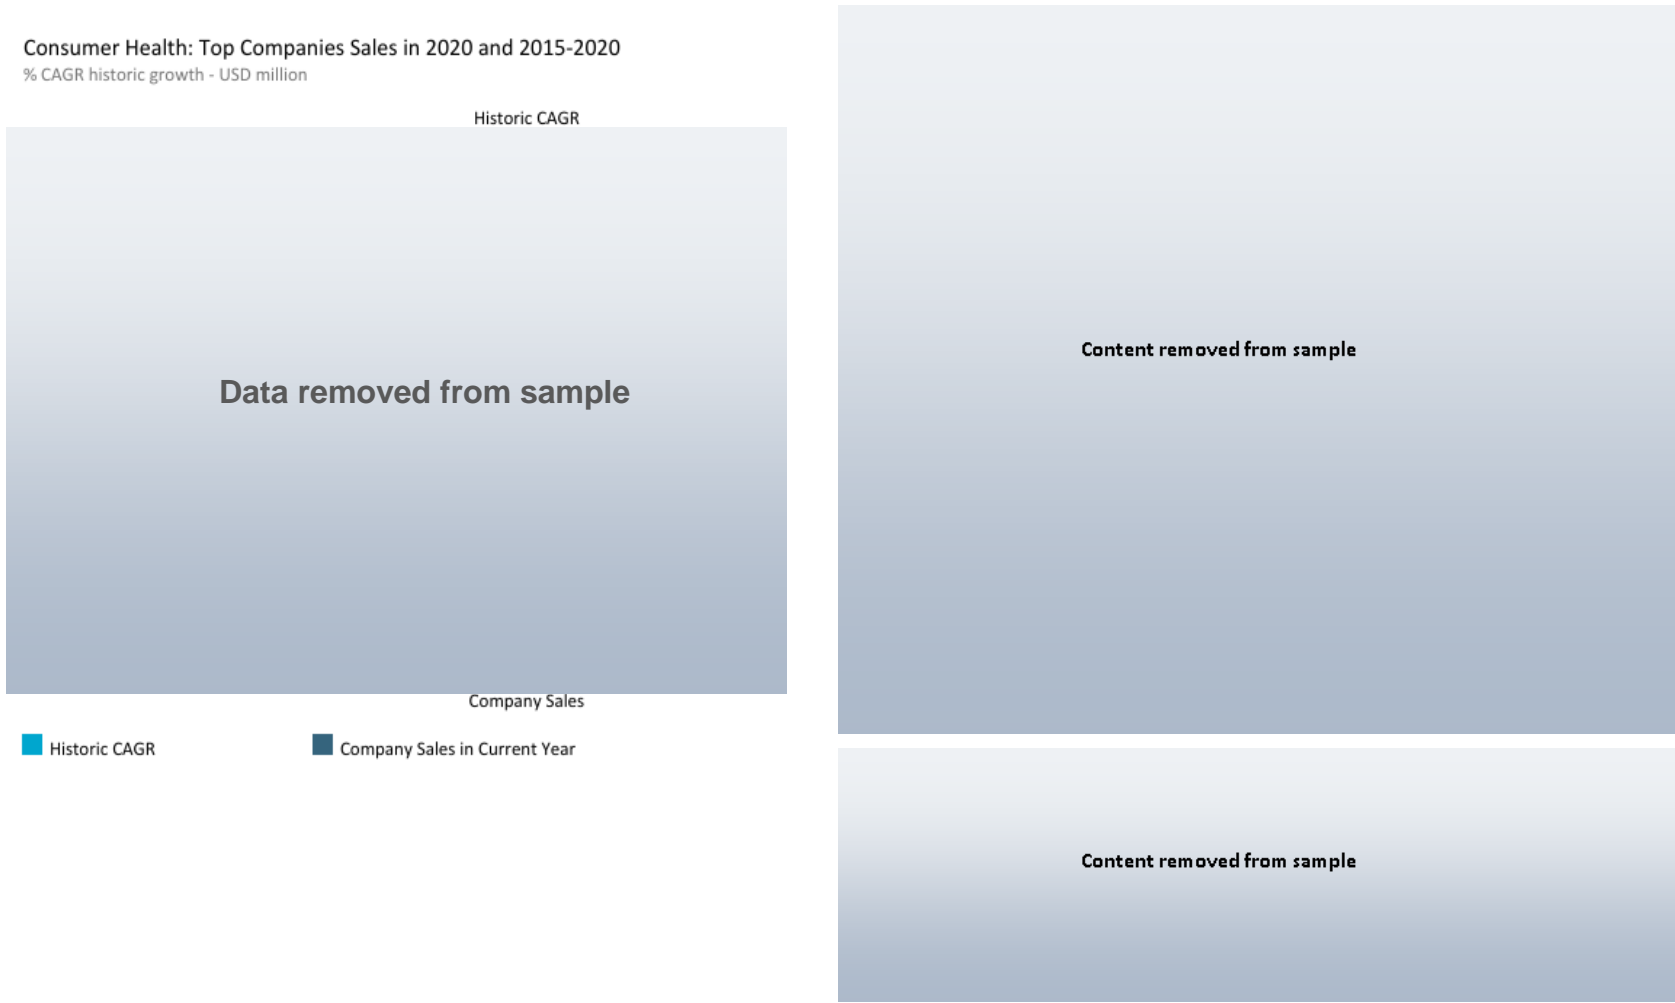 Consumer Health: Top Companies Sales in 2020 and 2015-2020
% CAGR historic growth - USD million
Historic CAGR
Data removed from sample
Company Sales
Historic CAGR
Company Sales in Current Year
Content removed from sample
Content removed from sample